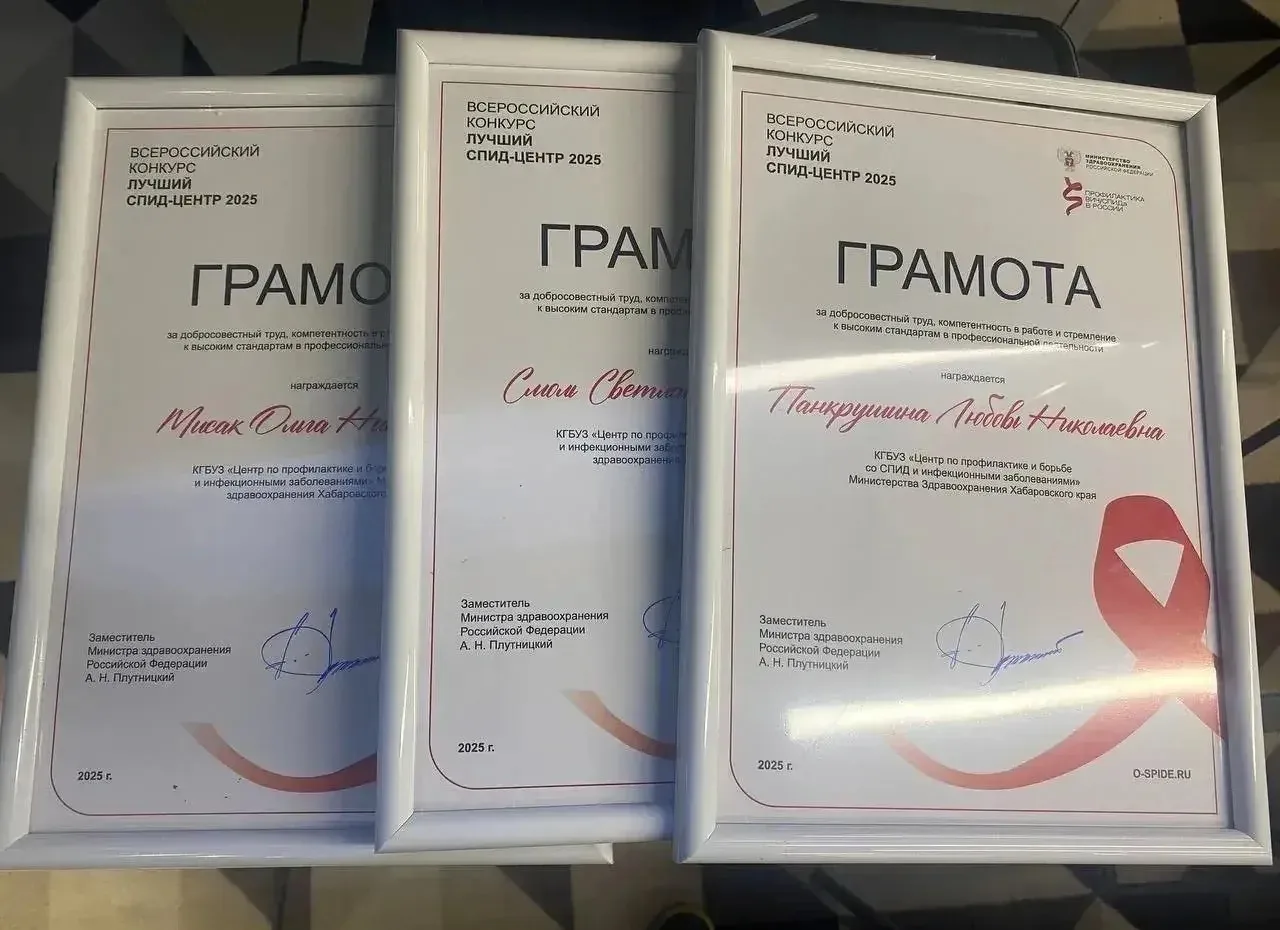 ВСЕРОССИЙСКИЙ
КОНКУРС
ЛУЧШИЙ
СПИД-ЦЕНТР 2025
ГРАМО
за добросовестный труд, компетентность в
к высоким стандартам в профессиональн
награждается
Мисак Ольга
КГБУЗ «Центр по профилактике и
и инфекционными заболеваниями» М
здравоохранения Хабаровского
Заместитель
Министра здравоохранения
Российской Федерации
А. Н. Плутницкий
2025 г.
ВСЕРОССИЙСКИЙ
КОНКУРС
ЛУЧШИЙ
СПИД-ЦЕНТР 2025
ГРАМ
за добросовестный труд,
к высоким стандартам в
награжд
Смоль Светла
КГБУЗ «Центр по
и инфекционными
здравоохранения
Заместитель
Министра здравоохранения
Российской Федерации
А. Н. Плутницкий
2025 г.
ВСЕРОССИЙСКИЙ
КОНКУРС
ЛУЧШИЙ
СПИД-ЦЕНТР 2025
МИНИСТЕРСТВО
ЗДРАВООХРАНЕНИЯ
РОССИЙСКОЙ ФЕДЕРАЦИИ
ПРОФИЛАКТИКА
ВИЧ/СПИДа
В РОССИИ
ГРАМОТА
за добросовестный труд, компетентность в работе и стремление
к высоким стандартам в профессиональной деятельности
награждается
Панкрушина Любовь Николаевна
КГБУЗ «Центр по профилактике и борьбе
со СПИД и инфекционными заболеваниями»
Министерства Здравоохранения Хабаровского края
Заместитель
Министра здравоохранения
Российской Федерации
А. Н. Плутницкий
2025 г.
O-SPIDE.RU